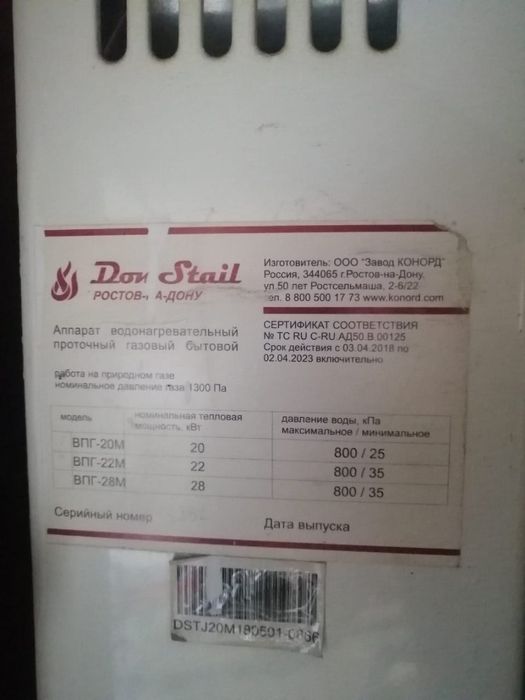 Don Stail
РОСТОВ-, А-ДОНУ
Изготовитель: ООО "Завод КОНОРД"
Россия, 344065 г.Ростов-на-Дону,
ул.50 лет Ростсельмаша, 2-6/22
ел. 8 800 500 17 73 www.konord.com
Аппарат водонагревательный
проточный газовый бытовой
СЕРТИФИКАТ СООТВЕТСТВИЯ
№ ТС RU C-RU.АД50.В.00125
Срок действия с 03.04.2018 по
02.04.2023 включительно
работа на природном газе
номинальное давление газа 1300 Па
модель
номинальная тепловая
мощность, кВт
давление воды, кПа
максимальное / минимальное
ВПГ-20М 20 800 / 25
ВПГ-22М 22 800 / 35
ВПГ-28М 28 800 / 35
Серийный номер
Дата выпуска